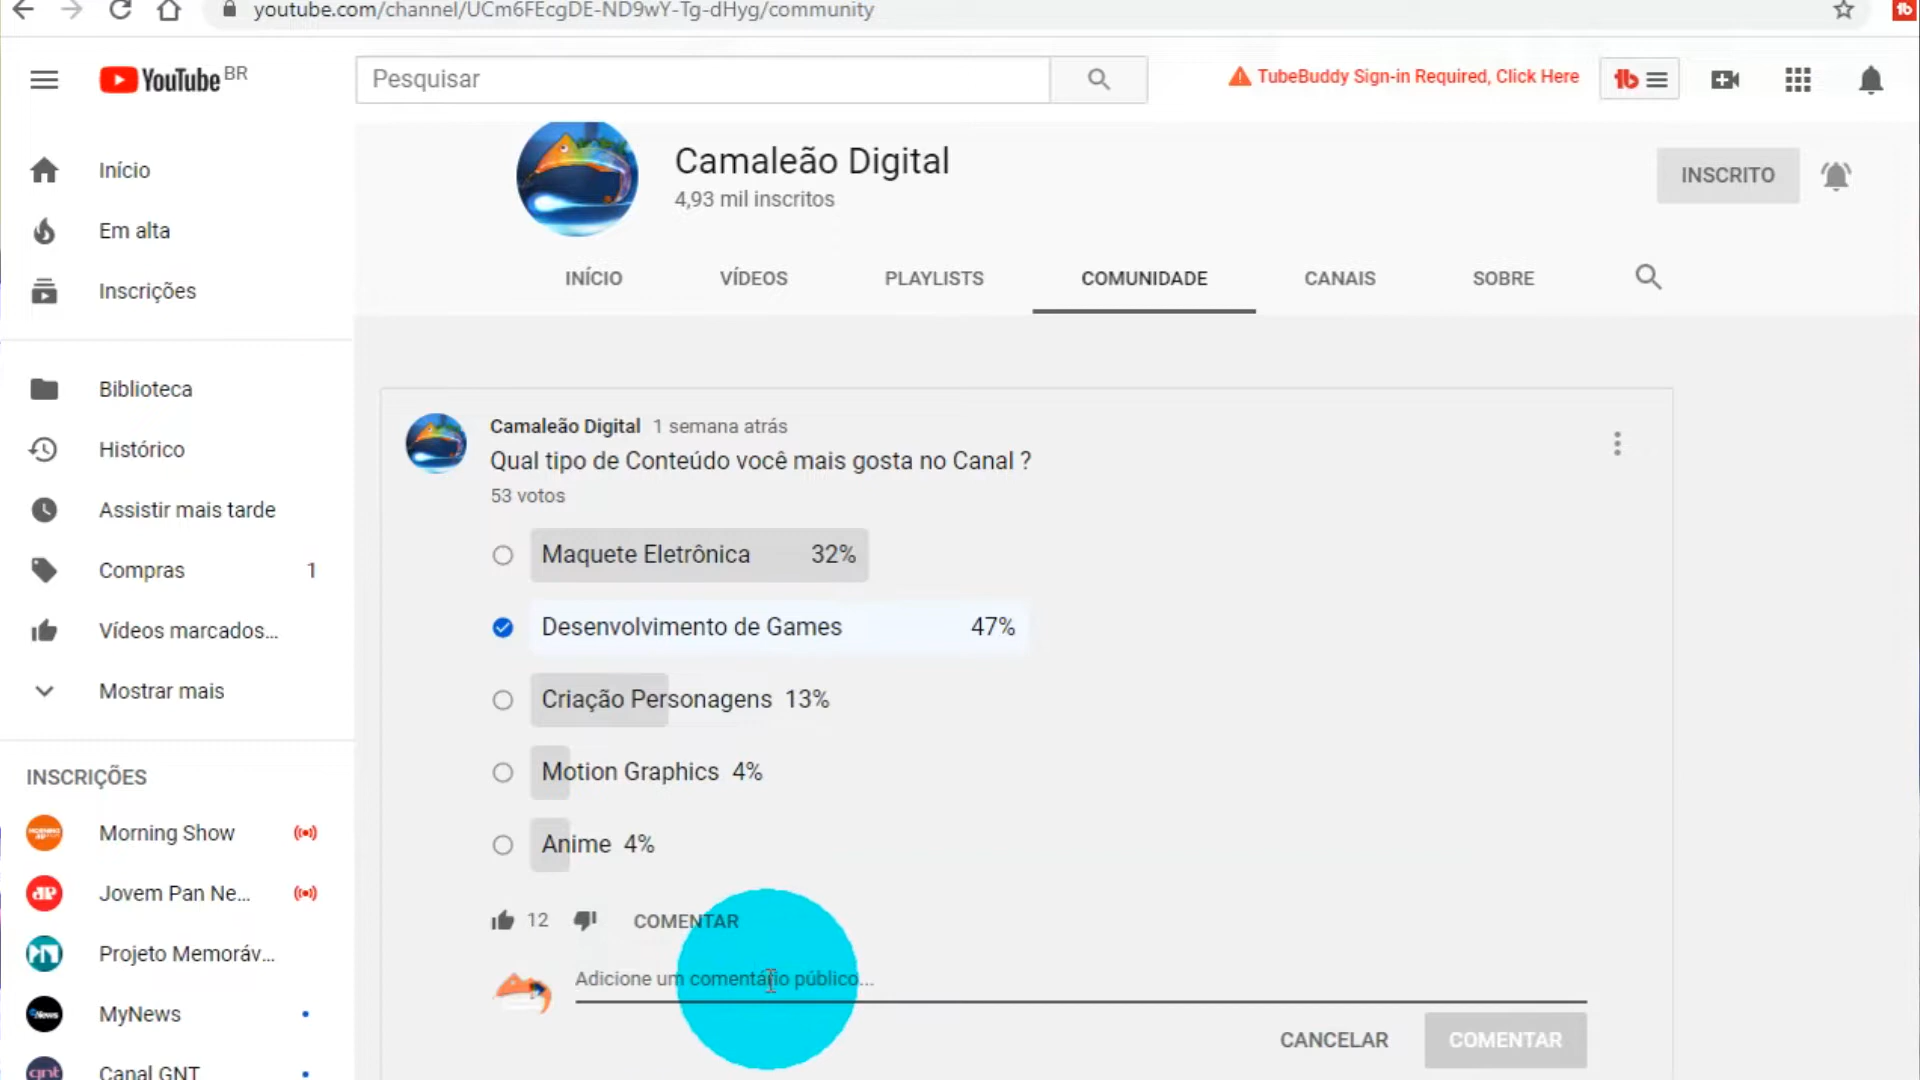 youtube.com/channel/UCm6FEcgDE-ND9wY-Tg-dHyg/community
YouTube BR
Pesquisar
TubeBuddy Sign-in Required, Click Here
Início
Em alta
Inscrições
Biblioteca
Histórico
Assistir mais tarde
Compras 1
Vídeos marcados...
Mostrar mais
INSCRIÇÕES
Morning Show
Jovem Pan Ne...
Projeto Memoráv...
MyNews
Canal GNT
Camaleão Digital
4,93 mil inscritos
INSCRITO
INÍCIO VÍDEOS PLAYLISTS COMUNIDADE CANAIS SOBRE
Camaleão Digital 1 semana atrás
Qual tipo de Conteúdo você mais gosta no Canal ?
53 votos
Maquete Eletrônica 32%
Desenvolvimento de Games 47%
Criação Personagens 13%
Motion Graphics 4%
Anime 4%
12 COMENTAR
Adicione um comentário público...
CANCELAR COMENTAR